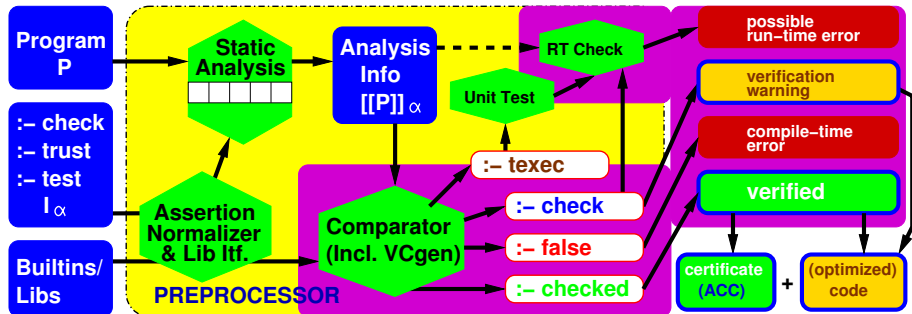 Program
P
:– check
:– trust
:– test
I α
Builtins/
Libs
Static
Analysis
Assertion
Normalizer
& Lib Itf.
PREPROCESSOR
Analysis
Info
[[P]] α
Comparator
(Incl. VCgen)
RT Check
Unit Test
:– texec
:– check
:– false
:– checked
possible
run–time error
verification
warning
compile–time
error
verified
certificate
(ACC)
+
(optimized)
code